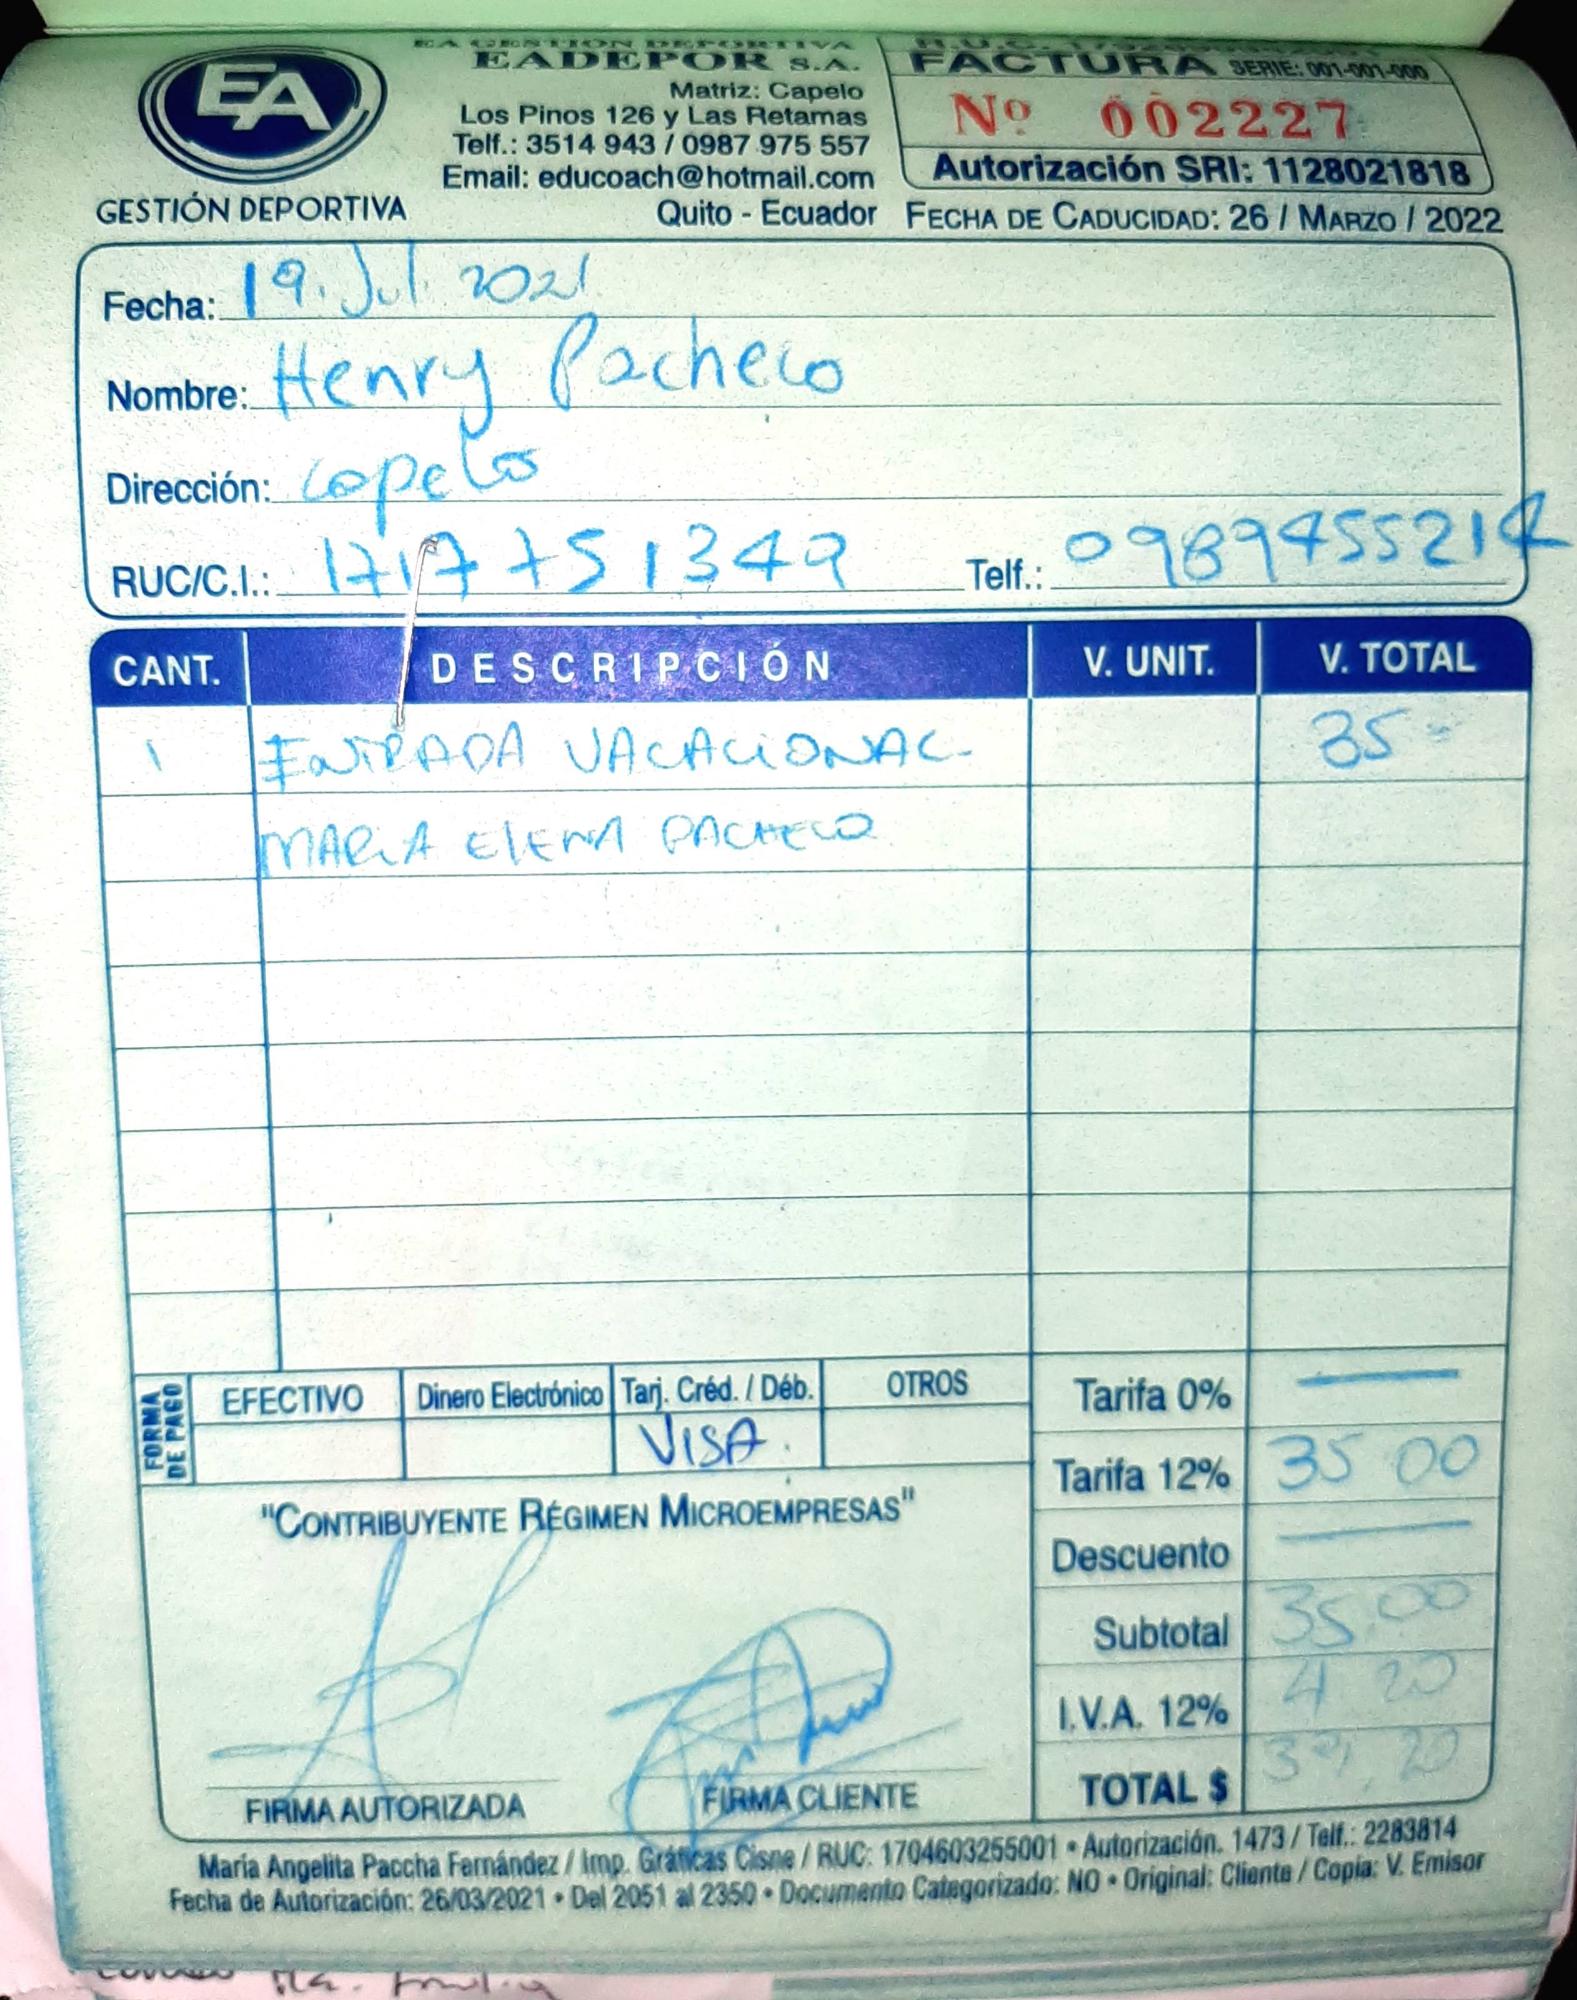 EA
GESTIÓN DEPORTIVA
EA GESTION DEPORTIVA
EADEPOR S.A.
Matriz: Capelo
Los Pinos 126 y Las Retamas
Telf.: 3514 943 / 0987 975 557
Email: educoach@hotmail.com
Quito - Ecuador
R.U.C.
FACTURA SERIE: 001-001-000
Nº 002227
Autorización SRI: 1128021818
FECHA DE CADUCIDAD: 26 / MARZO / 2022
Fecha: 19. Jul. 2021
Nombre: Henry Pacheco
Dirección: Capelo
RUC/C.I.: 1717751349 Telf.: 0989455214
CANT. DESCRIPCIÓN V. UNIT. V. TOTAL
1 ENTRADA VACACIONAL 35-
MARIA ELENA PACHECO
FORMA DE PAGO
EFECTIVO Dinero Electrónico Tarj. Créd. / Déb. OTROS
VISA.
Tarifa 0% —
Tarifa 12% 35 00
Descuento —
Subtotal 35,00
I.V.A. 12% 4 20
TOTAL $ 39,20
"CONTRIBUYENTE RÉGIMEN MICROEMPRESAS"
FIRMA AUTORIZADA FIRMA CLIENTE
María Angelita Paccha Fernández / Imp. Gráficas Cisne / RUC: 1704603255001 • Autorización. 1473 / Telf.: 2283814
Fecha de Autorización: 26/03/2021 • Del 2051 al 2350 • Documento Categorizado: NO • Original: Cliente / Copia: V. Emisor